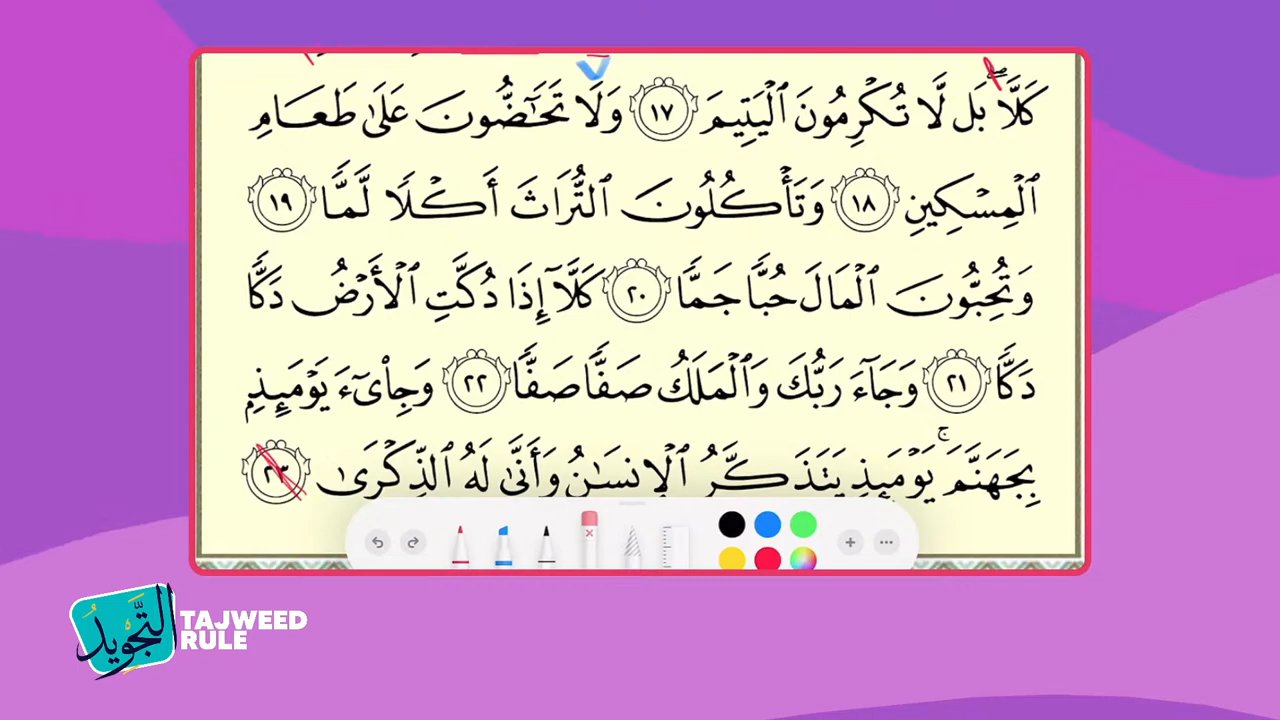 كَلَّاۖ بَل لَّا تُكْرِمُونَ ٱلْيَتِيمَ ١٧ وَلَا تَحَٰٓضُّونَ عَلَىٰ طَعَامِ
ٱلْمِسْكِينِ ١٨ وَتَأْكُلُونَ ٱلتُّرَاثَ أَكْلًا لَّمًّا ١٩
وَتُحِبُّونَ ٱلْمَالَ حُبًّا جَمًّا ٢٠ كَلَّآ إِذَا دُكَّتِ ٱلْأَرْضُ دَكًّا
دَكًّا ٢١ وَجَآءَ رَبُّكَ وَٱلْمَلَكُ صَفًّا صَفًّا ٢٢ وَجِا۟ىٓءَ يَوْمَئِذٍۭ
بِجَهَنَّمَۚ يَوْمَئِذٍ يَتَذَكَّرُ ٱلْإِنسَٰنُ وَأَنَّىٰ لَهُ ٱلذِّكْرَىٰ ٢٣
التَّجْوِيدُ
TAJWEED
RULE